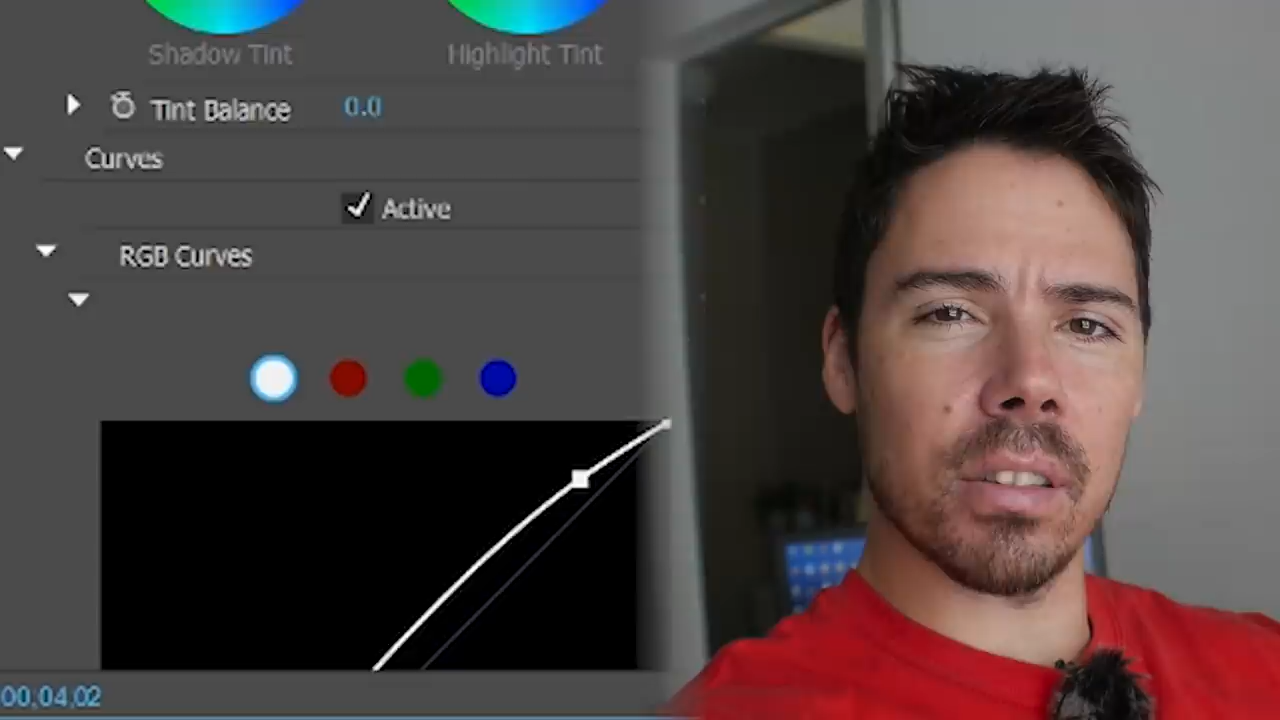 Shadow Tint Highlight Tint
Tint Balance 0.0
Curves
Active
RGB Curves
00,04,02